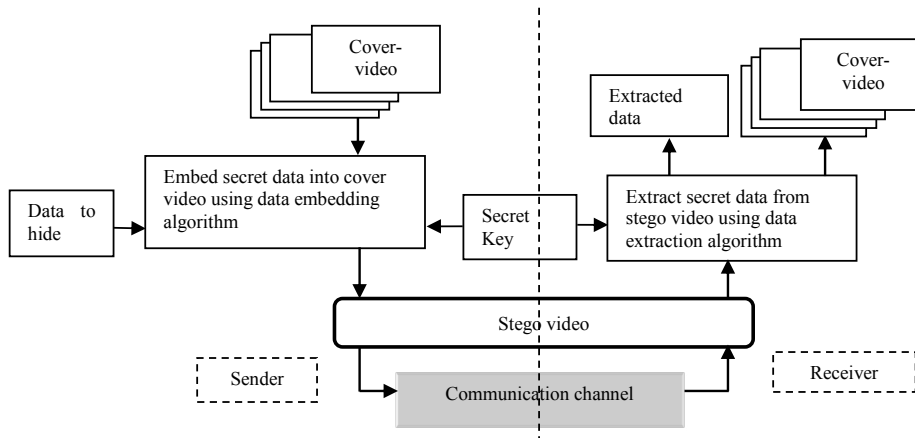 Cover-
video
Cover-
video
Extracted
data
Embed secret data into cover
video using data embedding
algorithm
Data to
hide
Secret
Key
Extract secret data from
stego video using data
extraction algorithm
Stego video
Sender
Communication channel
Receiver